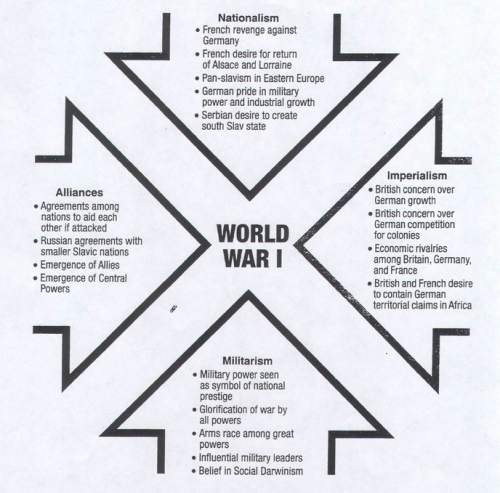 Nationalism
• French revenge against
Germany
• French desire for return
of Alsace and Lorraine
• Pan-slavism in Eastern Europe
• German pride in military
power and industrial growth
• Serbian desire to create
south Slav state
Alliances
• Agreements among
nations to aid each
other if attacked
• Russian agreements with
smaller Slavic nations
• Emergence of Allies
• Emergence of Central
Powers
WORLD
WAR I
Imperialism
• British concern over
German growth
• British concern over
German competition
for colonies
• Economic rivalries
among Britain, Germany,
and France
• British and French desire
to contain German
territorial claims in Africa
Militarism
• Military power seen
as symbol of national
prestige
• Glorification of war by
all powers
• Arms race among great
powers
• Influential military leaders
• Belief in Social Darwinism